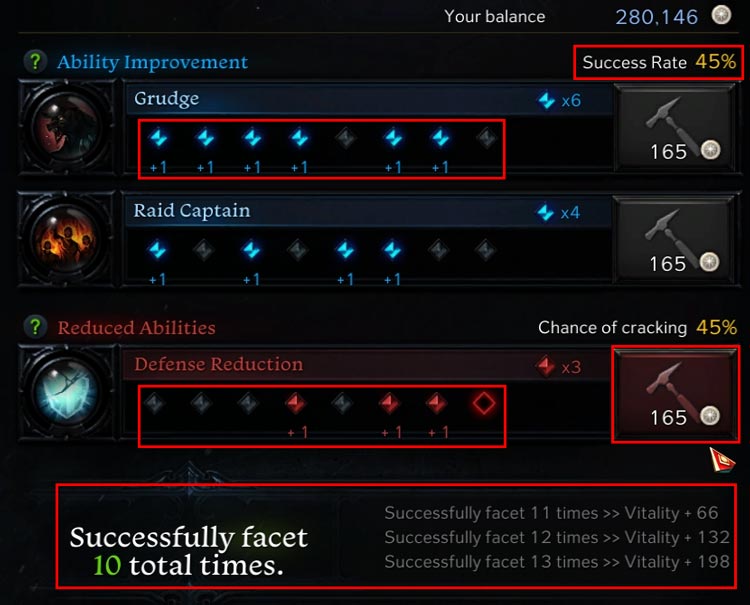 Your balance 280,146
? Ability Improvement Success Rate 45%
Grudge x6
+1 +1 +1 +1 +1 +1
165
Raid Captain x4
+1 +1 +1 +1
165
? Reduced Abilities Chance of cracking 45%
Defense Reduction x3
+1 +1 +1
165
Successfully facet
10 total times.
Successfully facet 11 times >> Vitality + 66
Successfully facet 12 times >> Vitality + 132
Successfully facet 13 times >> Vitality + 198